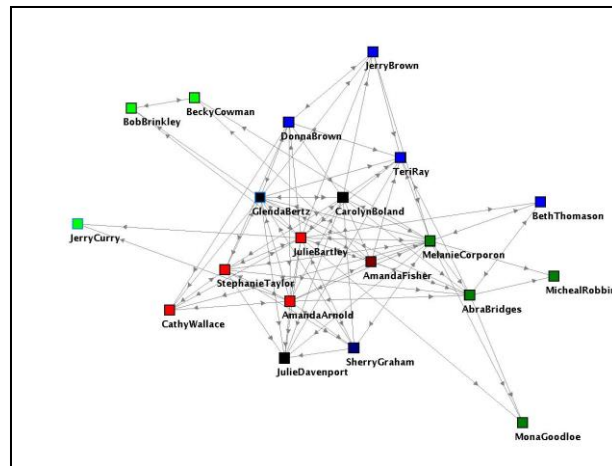 JerryBrown
BeckyCowman
BobBrinkley
DonnaBrown
TeriRay
GlendaBertz
CarolynBoland
BethThomason
JerryCurry
JulieBartley
MelanieCorporon
AmandaFisher
StephanieTaylor
MichealRobbin
AbraBridges
CathyWallace
AmandaArnold
JulieDavenport
SherryGraham
MonaGoodloe